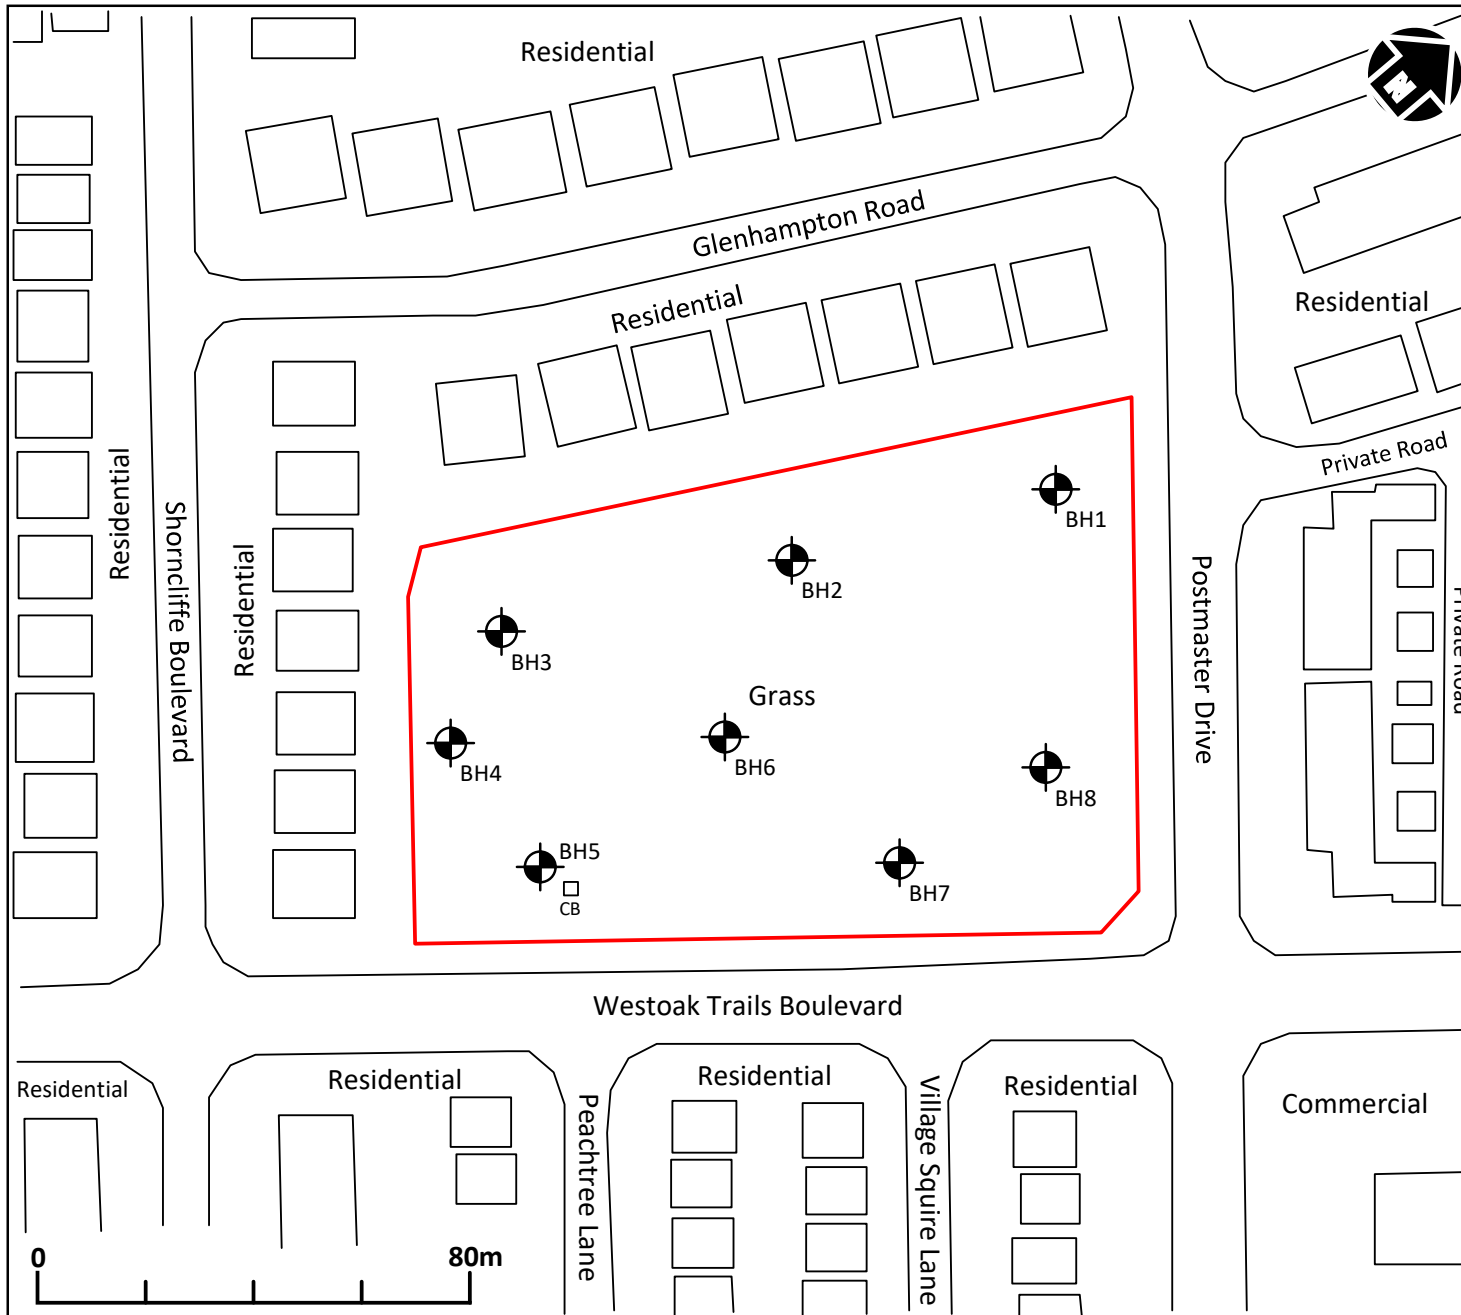 Residential
N
Glenhampton Road
Residential
Residential
Private Road
Residential
Shorncliffe Boulevard
Residential
BH1
BH2
BH3
Postmaster Drive
Private Road
Grass
BH4
BH6
BH8
BH5
CB
BH7
Westoak Trails Boulevard
Residential
Residential
Residential
Residential
Commercial
Peachtree Lane
Village Squire Lane
0
80m